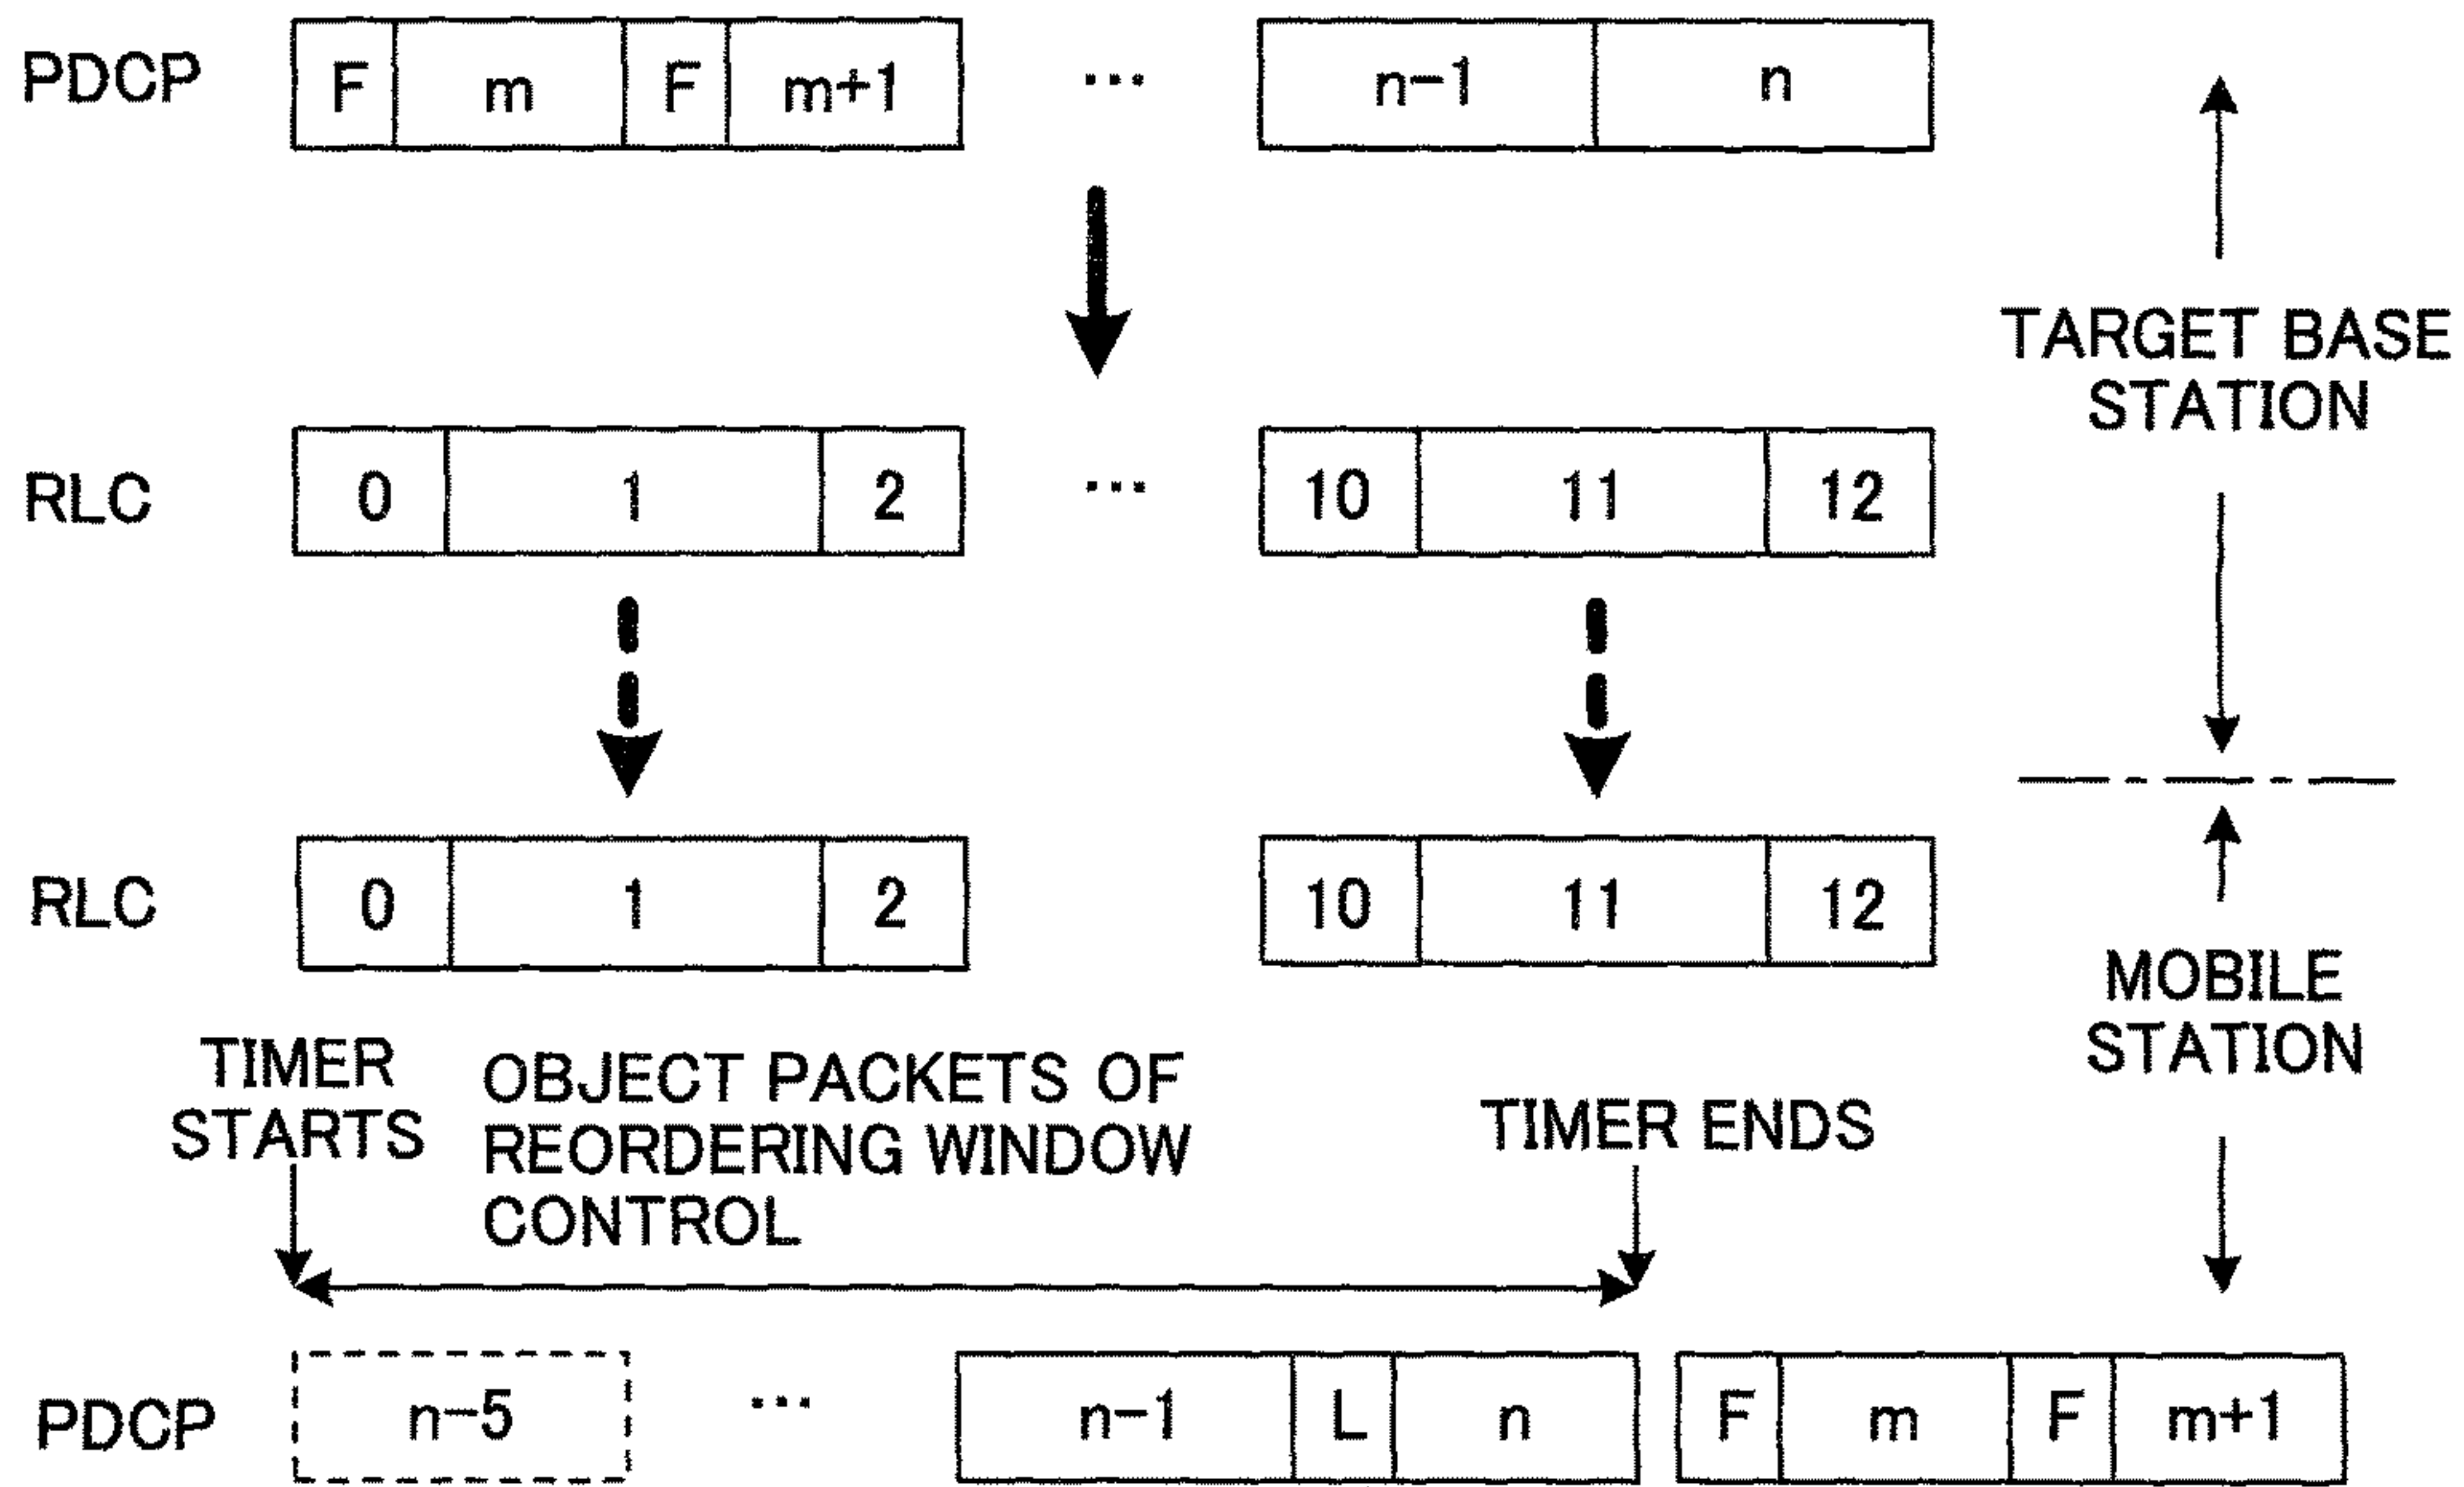 PDCP F m F m+1 ... n-1 n
TARGET BASE
STATION
RLC 0 1 2 ... 10 11 12
RLC 0 1 2 10 11 12
MOBILE
STATION
TIMER
STARTS
OBJECT PACKETS OF
REORDERING WINDOW
CONTROL
TIMER ENDS
PDCP n-5 ... n-1 L n F m F m+1